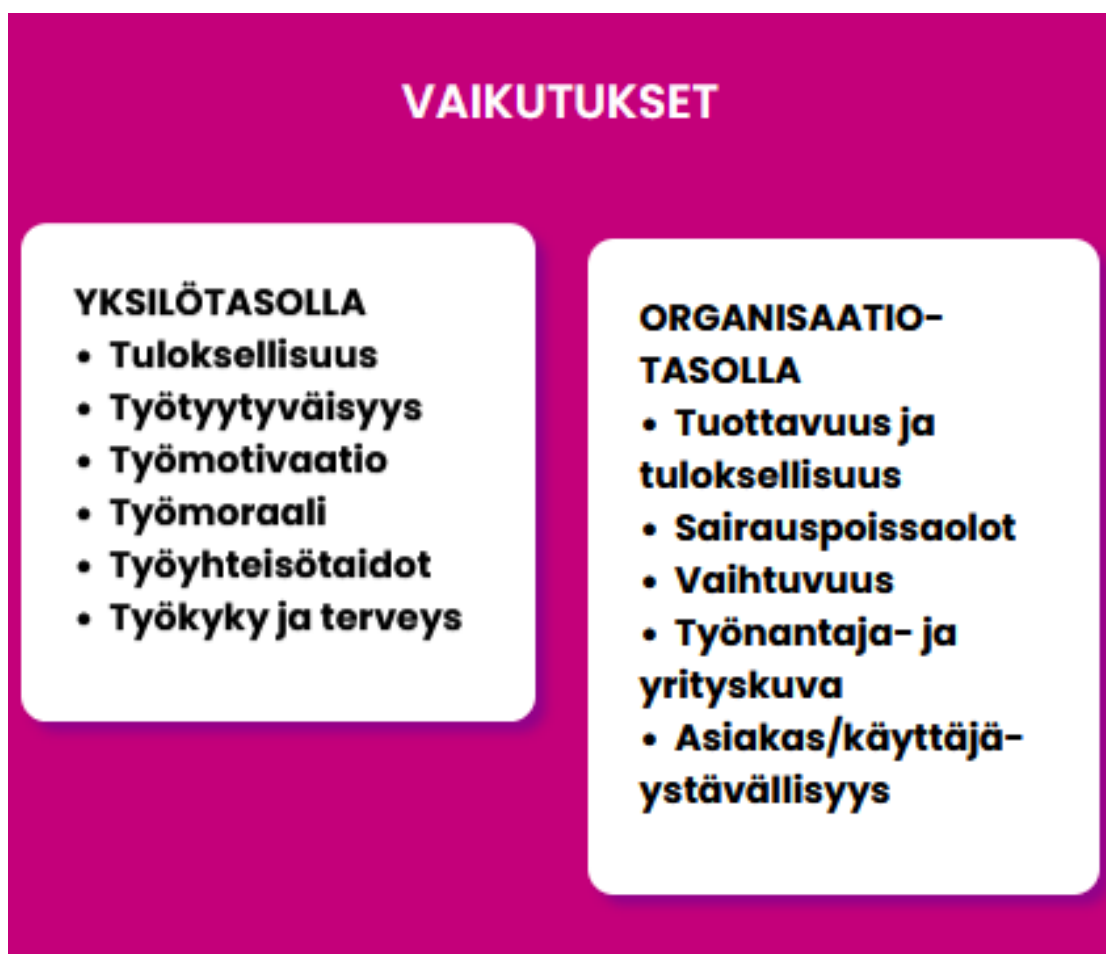 VAIKUTUKSET
YKSILÖTASOLLA
• Tuloksellisuus
• Työtyytyväisyys
• Työmotivaatio
• Työmoraali
• Työyhteisötaidot
• Työkyky ja terveys
ORGANISAATIO-
TASOLLA
• Tuottavuus ja
tuloksellisuus
• Sairauspoissaolot
• Vaihtuvuus
• Työnantaja- ja
yrityskuva
• Asiakas/käyttäjä-
ystävällisyys